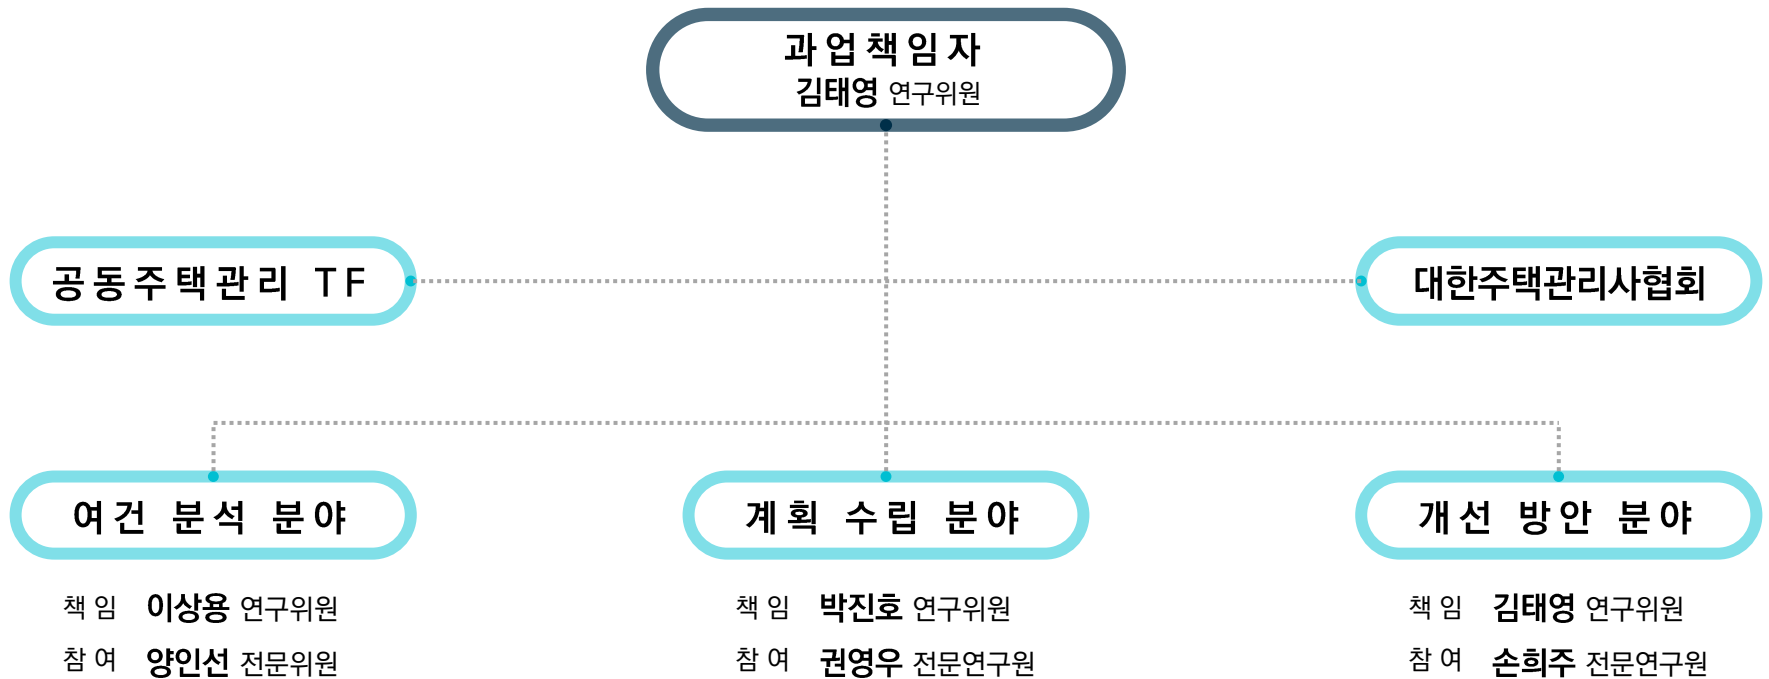 과업책임자
김태영 연구위원
공동주택관리 TF
대한주택관리사협회
여건 분석 분야
계획 수립 분야
개선 방안 분야
책임 이상용 연구위원
참여 양인선 전문위원
책임 박진호 연구위원
참여 권영우 전문연구원
책임 김태영 연구위원
참여 손희주 전문연구원